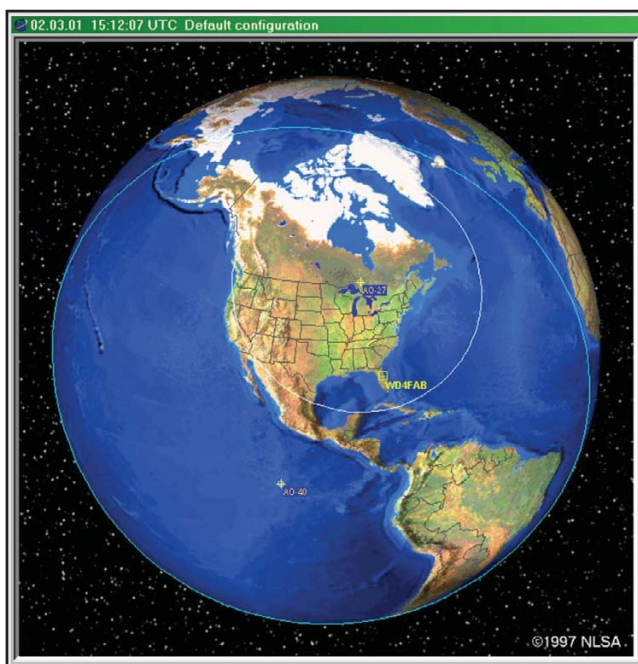 02.03.01 15:12:07 UTC Default configuration
AO-27
WD4FAB
AO-40
©1997 NLSA